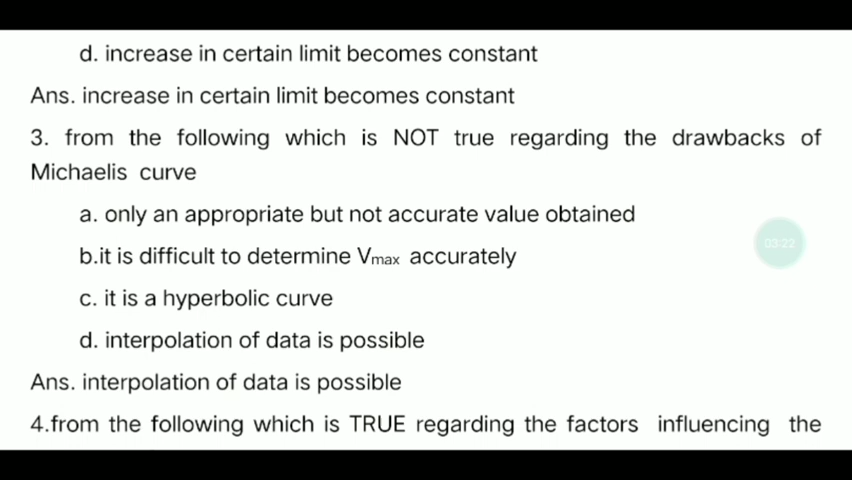 d. increase in certain limit becomes constant
Ans. increase in certain limit becomes constant
3. from the following which is NOT true regarding the drawbacks of
Michaelis curve
a. only an appropriate but not accurate value obtained
03:22
b.it is difficult to determine Vmax accurately
c. it is a hyperbolic curve
d. interpolation of data is possible
Ans. interpolation of data is possible
4.from the following which is TRUE regarding the factors influencing the